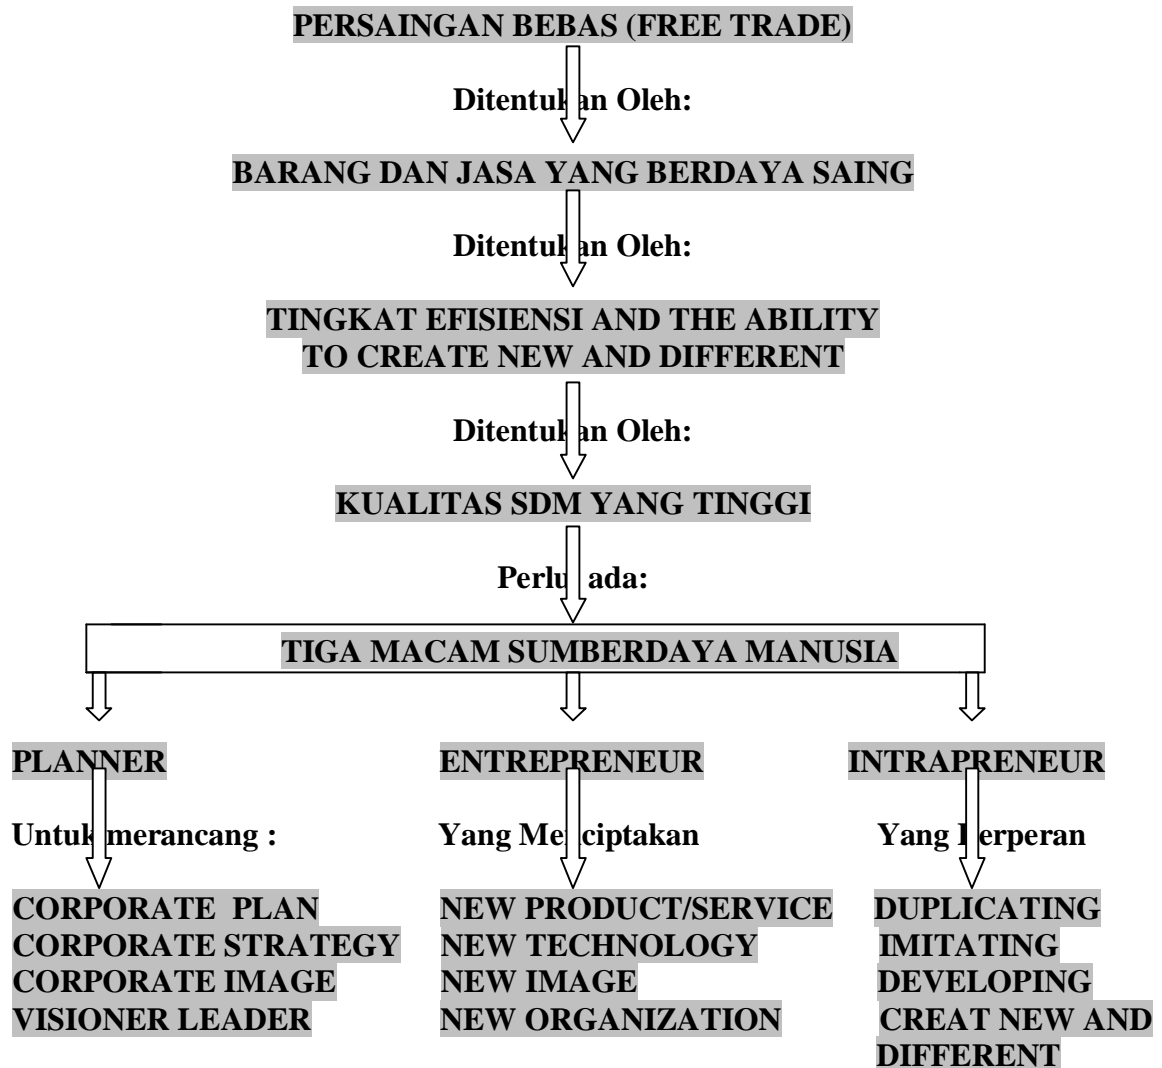 PERSAINGAN BEBAS (FREE TRADE)
Ditentukan Oleh:
BARANG DAN JASA YANG BERDAYA SAING
Ditentukan Oleh:
TINGKAT EFISIENSI AND THE ABILITY
TO CREATE NEW AND DIFFERENT
Ditentukan Oleh:
KUALITAS SDM YANG TINGGI
Perlu ada:
TIGA MACAM SUMBERDAYA MANUSIA
PLANNER
Untuk merancang :
CORPORATE PLAN
CORPORATE STRATEGY
CORPORATE IMAGE
VISIONER LEADER
ENTREPRENEUR
Yang Menciptakan
NEW PRODUCT/SERVICE
NEW TECHNOLOGY
NEW IMAGE
NEW ORGANIZATION
INTRAPRENEUR
Yang Berperan
DUPLICATING
IMITATING
DEVELOPING
CREAT NEW AND
DIFFERENT